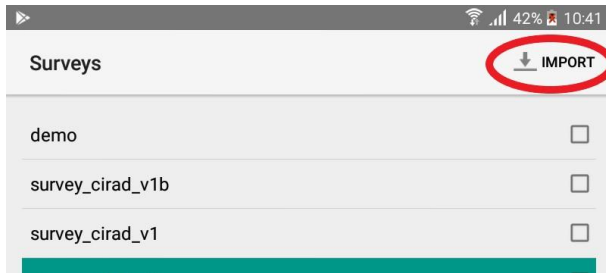 42% 10:41
Surveys IMPORT
demo
survey_cirad_v1b
survey_cirad_v1